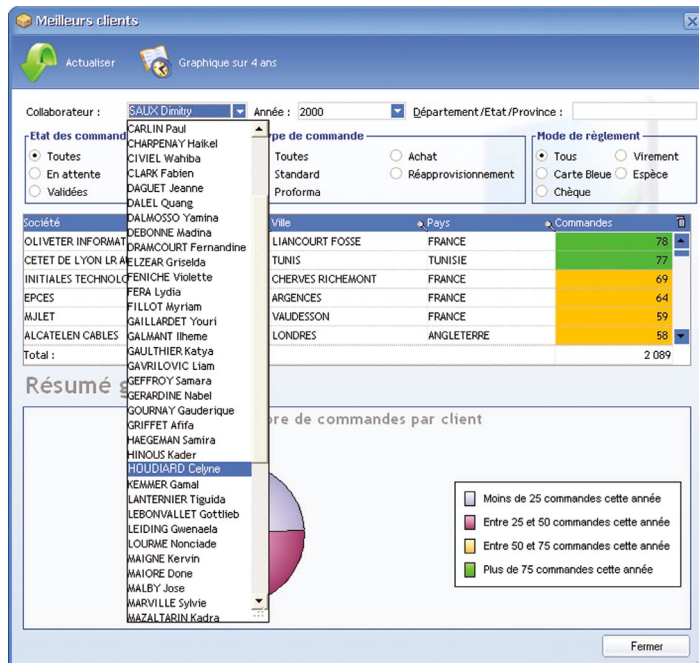 Meilleurs clients
Actualiser
Graphique sur 4 ans
Collaborateur : SAUX Dimitry Année : 2000 Département/Etat/Province :
Etat des command
Toutes
En attente
Validées
ype de commande
Toutes
Standard
Proforma
Achat
Réapprovisionnement
Mode de règlement
Tous Virement
Carte Bleue Espèce
Chèque
CARLIN Paul
CHARPENAY Haikel
CIVIEL Wahiba
CLARK Fabien
DAGUET Jeanne
DALEL Quang
DALMOSSO Yamina
DEBONNE Madina
DRAMCOURT Fernandine
ELZEAR Griselda
FENICHE Violette
FERA Lydia
FILLOT Myriam
GAILLARDET Youri
GALMANT Ilheme
GAULTHIER Katya
GAVRILOVIC Liam
GEFFROY Samara
GERARDINE Nabel
GOURNAY Gauderique
GRIFFET Afifa
HAEGEMAN Samira
HINOUS Kader
HOUDIARD Celyne
KEMMER Gamal
LANTERNIER Tiguida
LEBONVALLET Gottlieb
LEIDING Gwenaela
LOURME Nonciade
MAIGNE Kervin
MAIORE Done
MALBY Jose
MARVILLE Sylvie
MAZALTARIN Kadra
Société Ville Pays Commandes
OLIVETER INFORMAT LIANCOURT FOSSE FRANCE 78
CETET DE LYON LR A TUNIS TUNISIE 77
INITIALES TECHNOLO CHERVES RICHEMONT FRANCE 69
EPCES ARGENCES FRANCE 64
MJLET VAUDESSON FRANCE 59
ALCATELEN CABLES LONDRES ANGLETERRE 58
Total : 2 089
Résumé g
re de commandes par client
Moins de 25 commandes cette année
Entre 25 et 50 commandes cette année
Entre 50 et 75 commandes cette année
Plus de 75 commandes cette année
Fermer